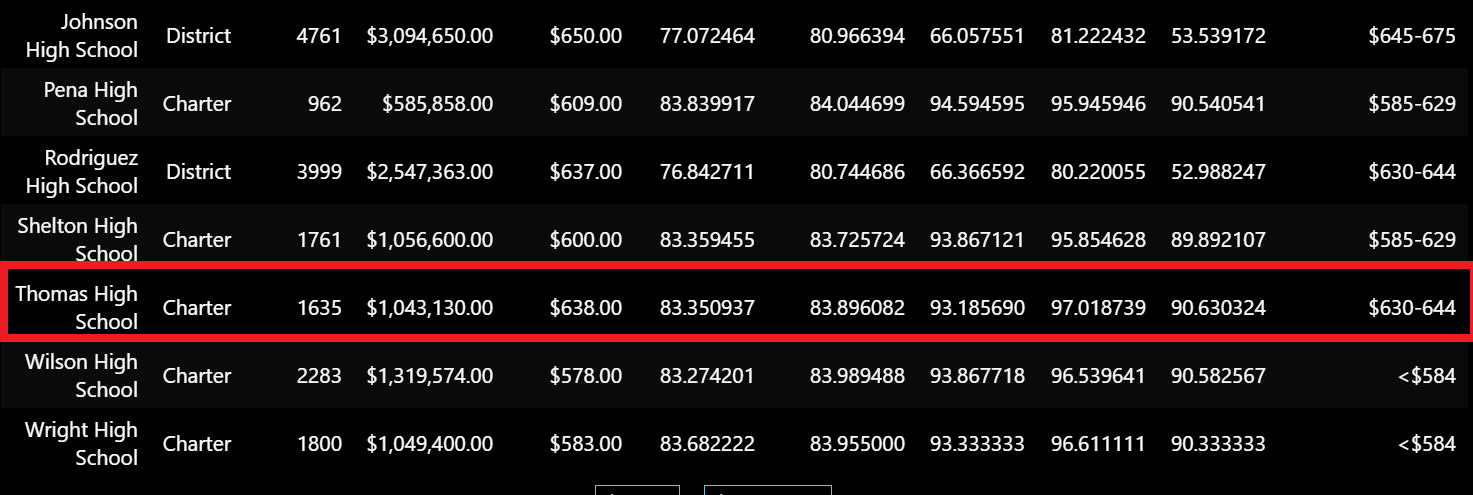 Johnson
High School District 4761 $3,094,650.00 $650.00 77.072464 80.966394 66.057551 81.222432 53.539172 $645-675
Pena High
School Charter 962 $585,858.00 $609.00 83.839917 84.044699 94.594595 95.945946 90.540541 $585-629
Rodriguez
High School District 3999 $2,547,363.00 $637.00 76.842711 80.744686 66.366592 80.220055 52.988247 $630-644
Shelton High
School Charter 1761 $1,056,600.00 $600.00 83.359455 83.725724 93.867121 95.854628 89.892107 $585-629
Thomas High
School Charter 1635 $1,043,130.00 $638.00 83.350937 83.896082 93.185690 97.018739 90.630324 $630-644
Wilson High
School Charter 2283 $1,319,574.00 $578.00 83.274201 83.989488 93.867718 96.539641 90.582567 <$584
Wright High
School Charter 1800 $1,049,400.00 $583.00 83.682222 83.955000 93.333333 96.611111 90.333333 <$584